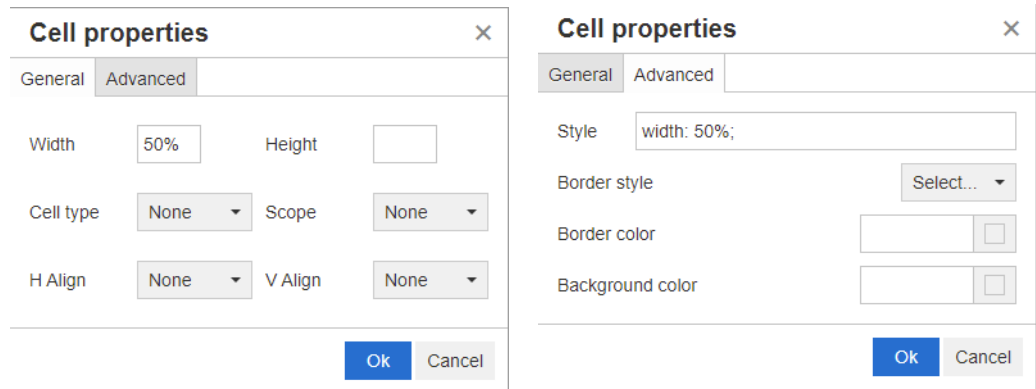 Cell properties ×
General Advanced
Width 50% Height
Cell type None Scope None
H Align None V Align None
Ok Cancel
Cell properties ×
General Advanced
Style width: 50%;
Border style Select...
Border color
Background color
Ok Cancel